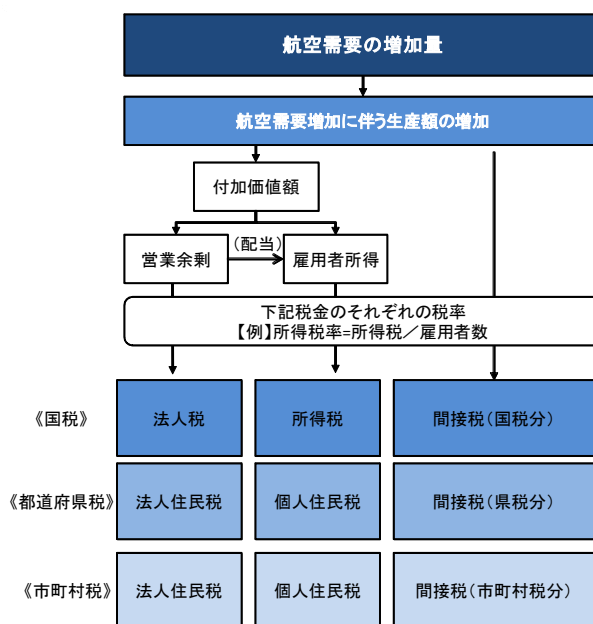 航空需要の増加量
航空需要増加に伴う生産額の増加
付加価値額
(配当)
営業余剰
雇用者所得
下記税金のそれぞれの税率
【例】所得税率=所得税／雇用者数
《国税》
法人税
所得税
間接税(国税分)
《都道府県税》
法人住民税
個人住民税
間接税(県税分)
《市町村税》
法人住民税
個人住民税
間接税(市町村税分)